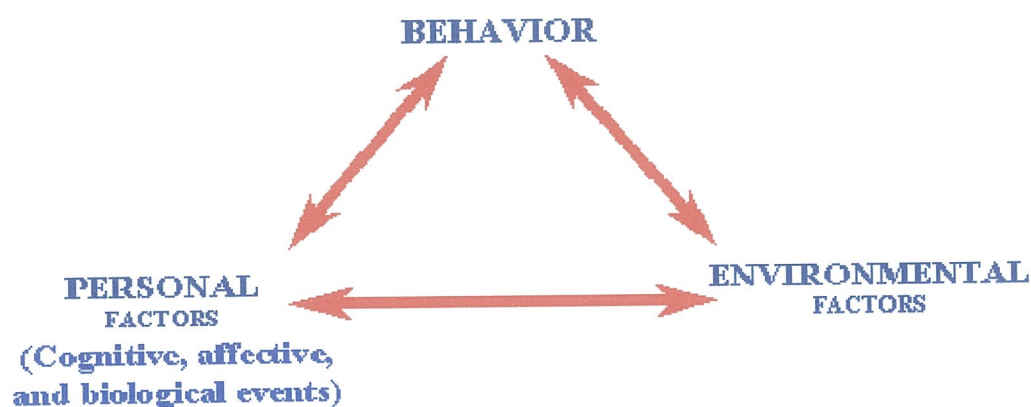 BEHAVIOR
PERSONAL
FACTORS
(Cognitive, affective,
and biological events)
ENVIRONMENTAL
FACTORS